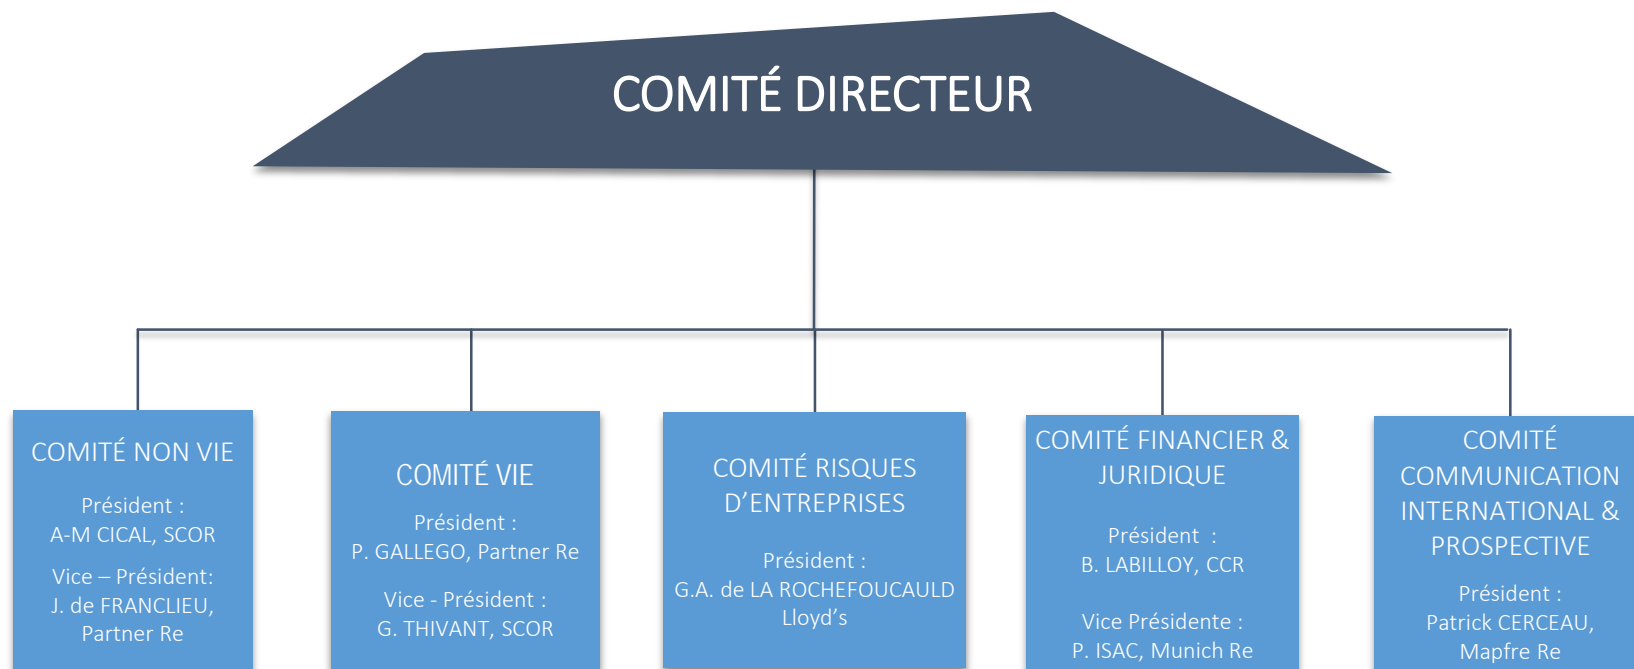 COMITÉ DIRECTEUR
COMITÉ NON VIE
Président :
A-M CICAL, SCOR
Vice – Président:
J. de FRANCLIEU,
Partner Re
COMITÉ VIE
Président :
P. GALLEGO, Partner Re
Vice - Président :
G. THIVANT, SCOR
COMITÉ RISQUES
D’ENTREPRISES
Président :
G.A. de LA ROCHEFOUCAULD
Lloyd’s
COMITÉ FINANCIER &
JURIDIQUE
Président :
B. LABILLOY, CCR
Vice Présidente :
P. ISAC, Munich Re
COMITÉ
COMMUNICATION
INTERNATIONAL &
PROSPECTIVE
Président :
Patrick CERCEAU,
Mapfre Re